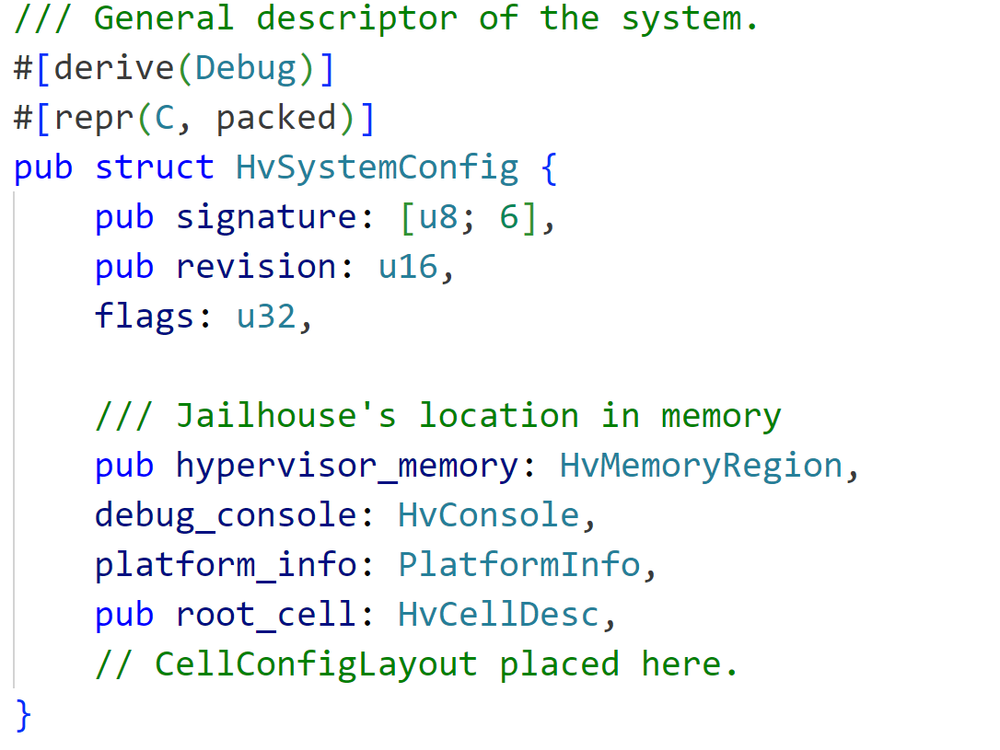 /// General descriptor of the system.
#[derive(Debug)]
#[repr(C, packed)]
pub struct HvSystemConfig {
    pub signature: [u8; 6],
    pub revision: u16,
    flags: u32,

    /// Jailhouse's location in memory
    pub hypervisor_memory: HvMemoryRegion,
    debug_console: HvConsole,
    platform_info: PlatformInfo,
    pub root_cell: HvCellDesc,
    // CellConfigLayout placed here.
}